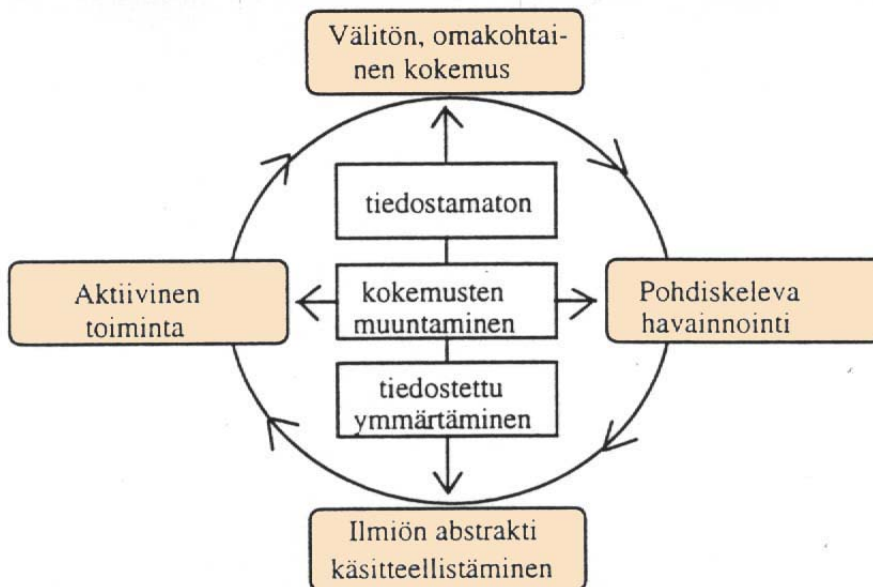 Välitön, omakohtai-
nen kokemus
tiedostamaton
Aktiivinen
toiminta
kokemusten
muuntaminen
Pohdiskeleva
havainnointi
tiedostettu
ymmärtäminen
Ilmiön abstrakti
käsitteellistäminen